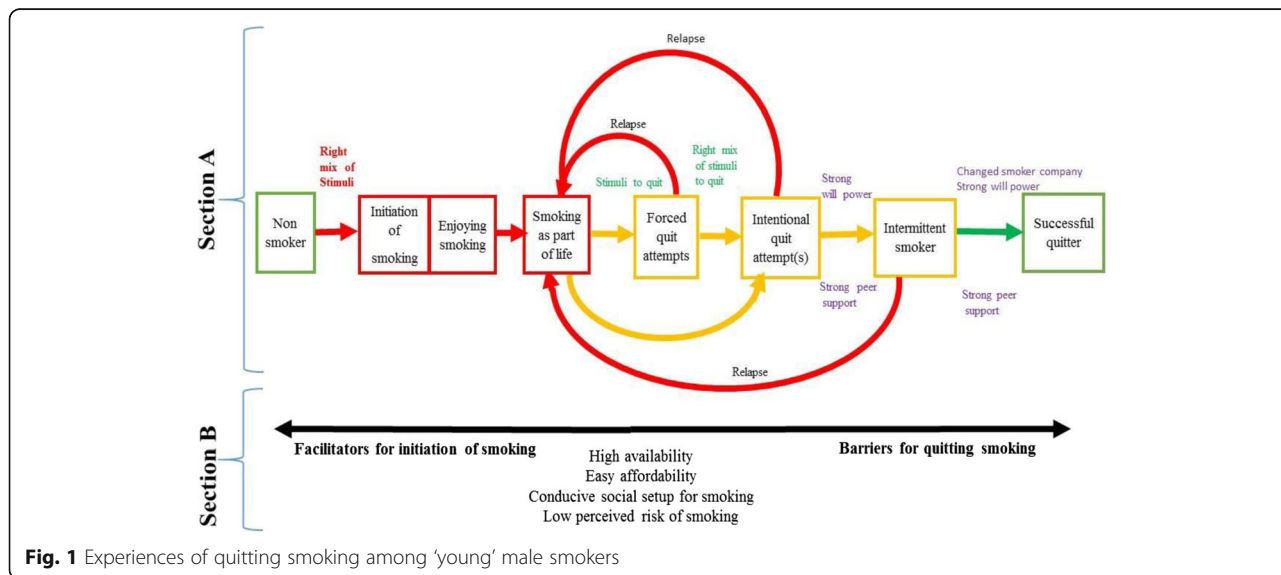 Relapse
Relapse
Section A
Right
mix of
Stimuli
Stimuli to quit
Right mix
of stimuli
to quit
Strong
will power
Changed smoker company
Strong will power
Non
smoker
Initiation
of
smoking
Enjoying
smoking
Smoking
as part
of life
Forced
quit
attempts
Intentional
quit
attempt(s)
Intermittent
smoker
Successful
quitter
Strong peer
support
Strong peer
support
Relapse
Section B
Facilitators for initiation of smoking
Barriers for quitting smoking
High availability
Easy affordability
Conducive social setup for smoking
Low perceived risk of smoking
Fig. 1 Experiences of quitting smoking among ‘young’ male smokers